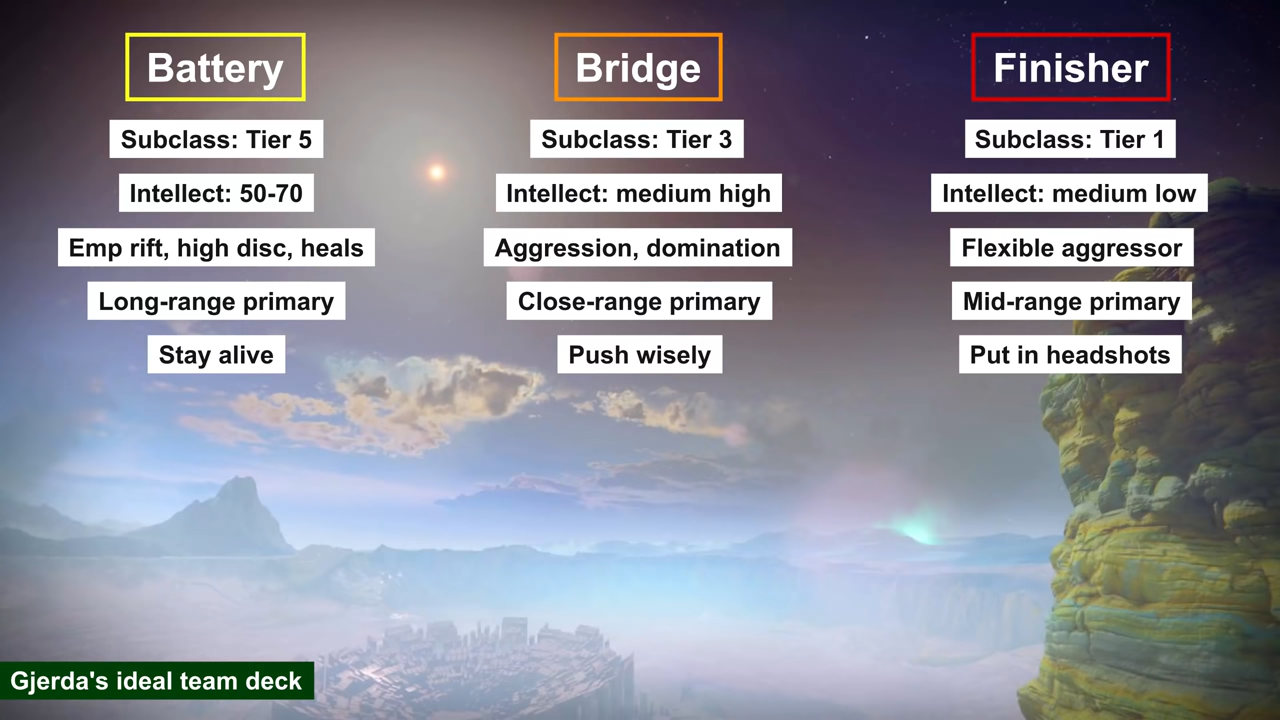 Battery
Subclass: Tier 5
Intellect: 50-70
Emp rift, high disc, heals
Long-range primary
Stay alive
Bridge
Subclass: Tier 3
Intellect: medium high
Aggression, domination
Close-range primary
Push wisely
Finisher
Subclass: Tier 1
Intellect: medium low
Flexible aggressor
Mid-range primary
Put in headshots
Gjerda's ideal team deck